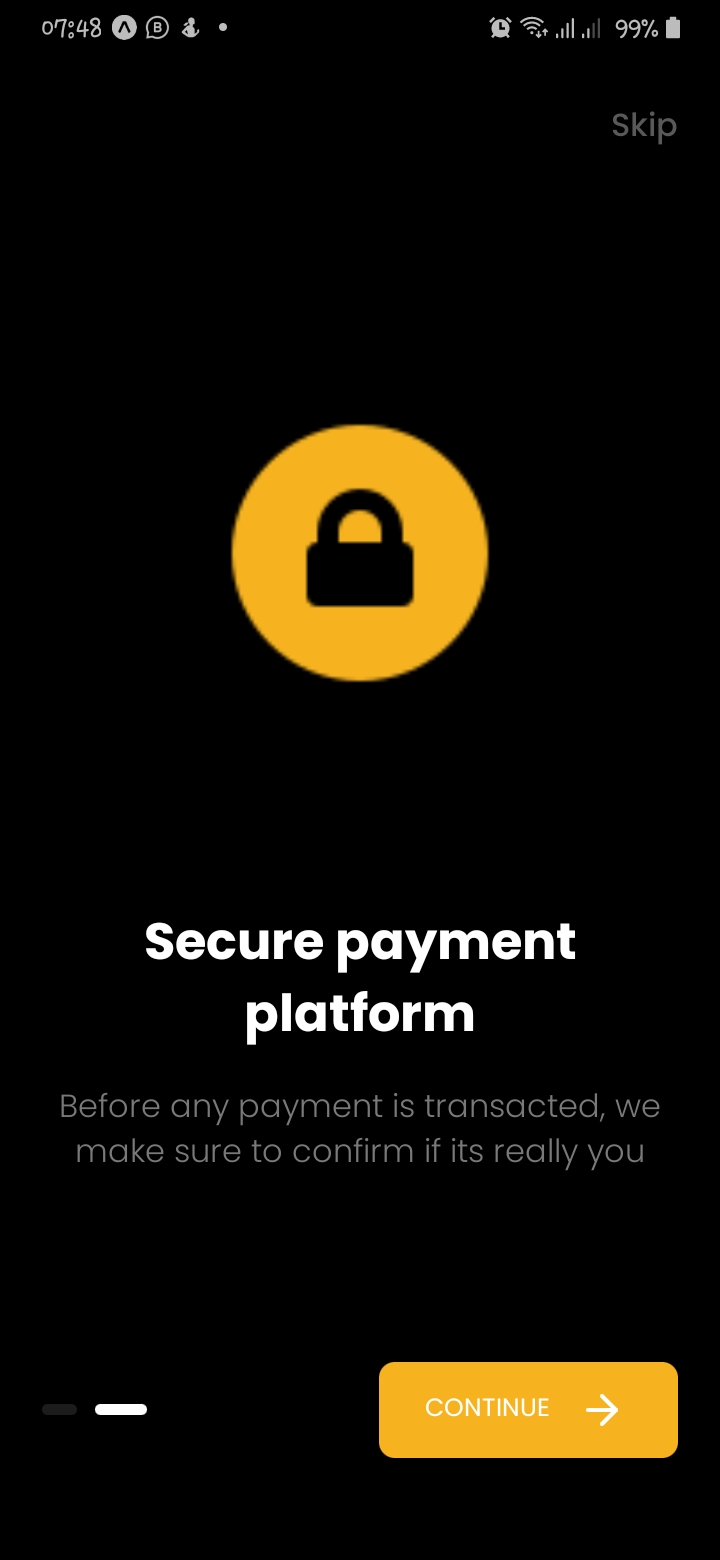 07:48
99%
Skip
Secure payment
platform
Before any payment is transacted, we
make sure to confirm if its really you
CONTINUE